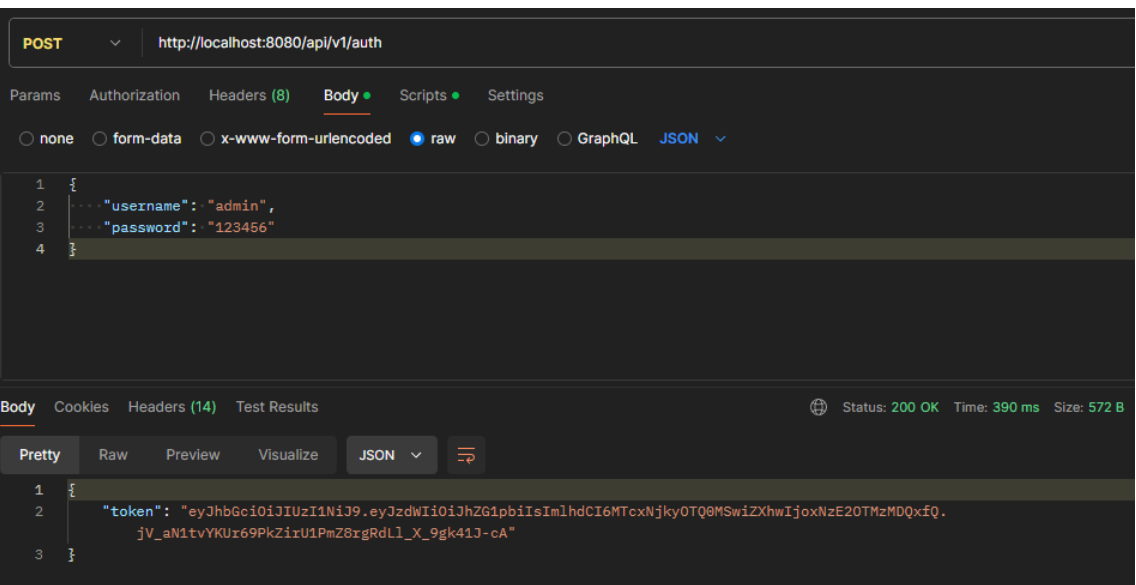 POST http://localhost:8080/api/v1/auth
Params Authorization Headers (8) Body Scripts Settings
none form-data x-www-form-urlencoded raw binary GraphQL JSON
1 {
2 "username": "admin",
3 "password": "123456"
4 }
Body Cookies Headers (14) Test Results Status: 200 OK Time: 390 ms Size: 572 B
Pretty Raw Preview Visualize JSON
1 {
2 "token": "eyJhbGciOiJIUzI1NiJ9.eyJzdWIiOiJhZG1pbiIsImlhdCI6MTcxNjkyOTQ0MSwiZXhwIjoxNzE2OTMzMDQxfQ.
jV_aN1tvYKUr69PkZirU1PmZ8rgRdLl_X_9gk41J-cA"
3 }